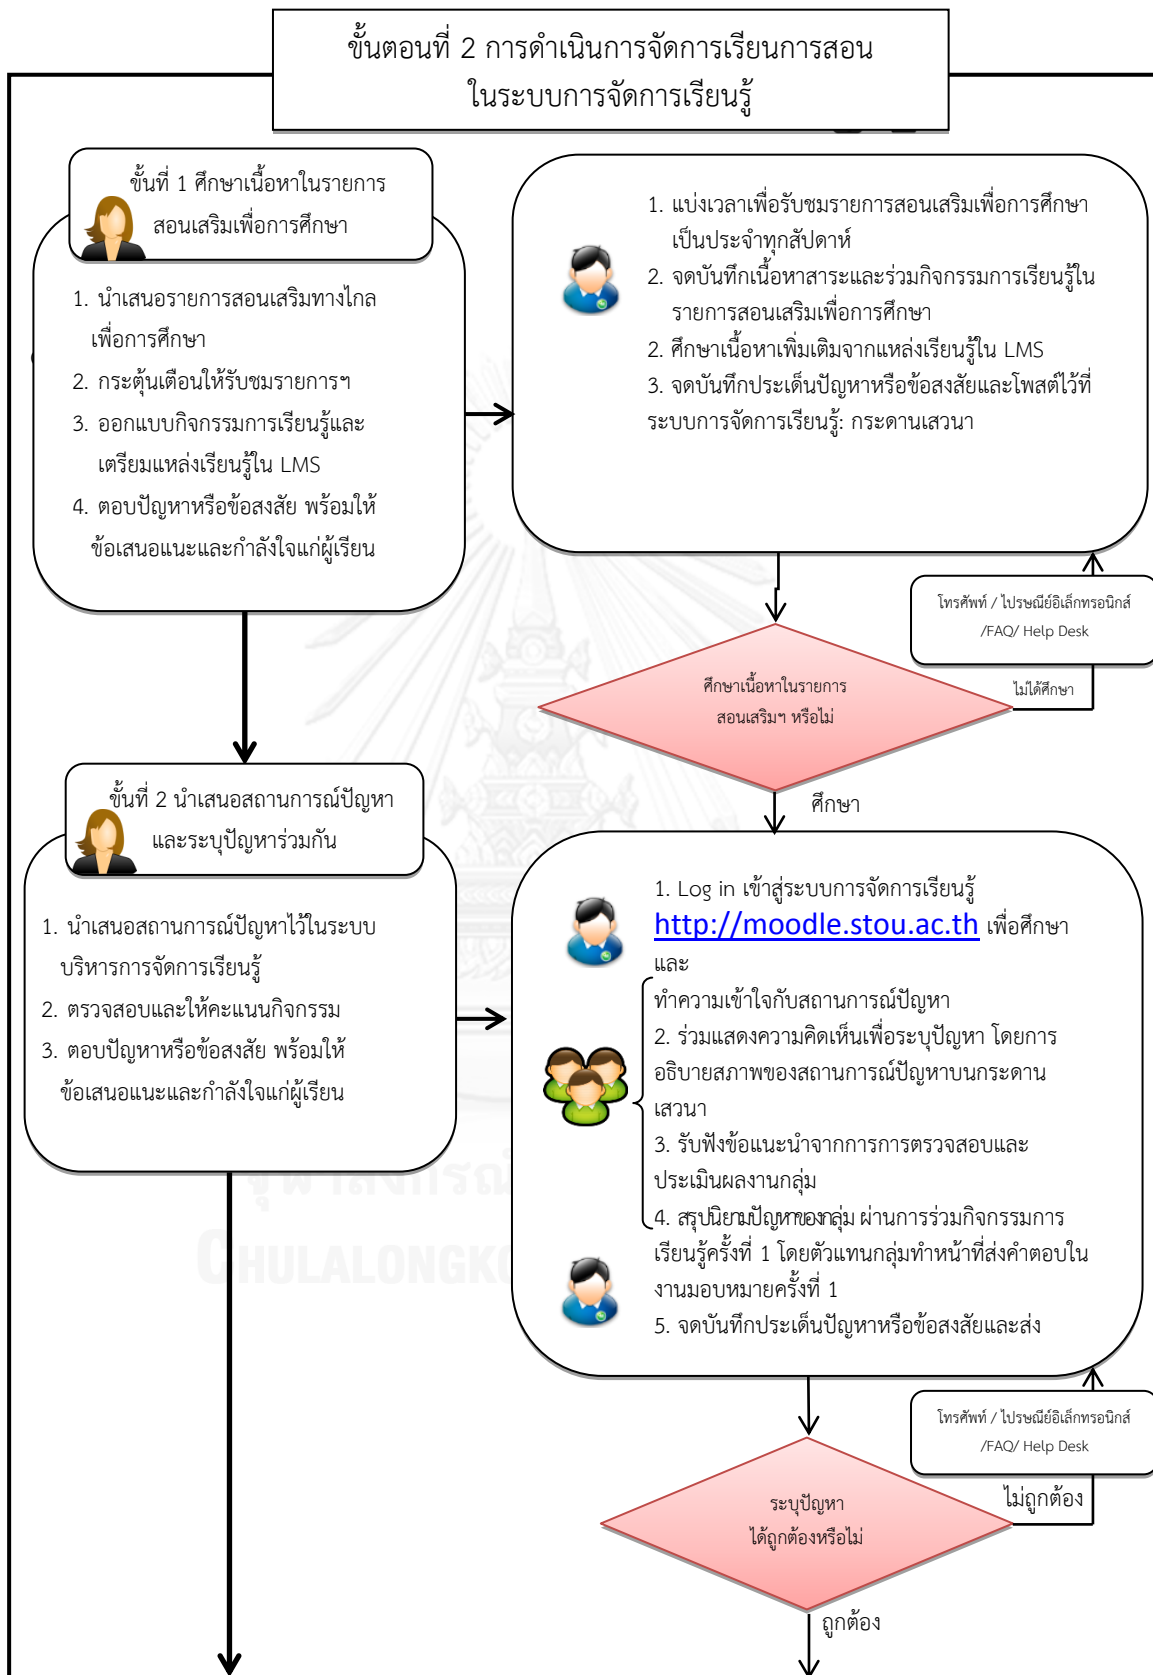 ขั้นตอนที่ 2 การดำเนินการจัดการเรียนการสอน
ในระบบการจัดการเรียนรู้
ขั้นที่ 1 ศึกษาเนื้อหาในรายการ
สอนเสริมเพื่อการศึกษา
1. นำเสนอรายการสอนเสริมทางไกล
เพื่อการศึกษา
2. กระตุ้นเตือนให้รับชมรายการฯ
3. ออกแบบกิจกรรมการเรียนรู้และ
เตรียมแหล่งเรียนรู้ใน LMS
4. ตอบปัญหาหรือข้อสงสัย พร้อมให้
ข้อเสนอแนะและกำลังใจแก่ผู้เรียน
1. แบ่งเวลาเพื่อรับชมรายการสอนเสริมเพื่อการศึกษา
เป็นประจำทุกสัปดาห์
2. จดบันทึกเนื้อหาสาระและร่วมกิจกรรมการเรียนรู้ใน
รายการสอนเสริมเพื่อการศึกษา
2. ศึกษาเนื้อหาเพิ่มเติมจากแหล่งเรียนรู้ใน LMS
3. จดบันทึกประเด็นปัญหาหรือข้อสงสัยและโพสต์ไว้ที่
ระบบการจัดการเรียนรู้: กระดานเสวนา
โทรศัพท์ / ไปรษณีย์อิเล็กทรอนิกส์
/FAQ/ Help Desk
ศึกษาเนื้อหาในรายการ
สอนเสริมฯ หรือไม่
ไม่ได้ศึกษา
ศึกษา
ขั้นที่ 2 นำเสนอสถานการณ์ปัญหา
และระบุปัญหาร่วมกัน
1. นำเสนอสถานการณ์ปัญหาไว้ในระบบ
บริหารการจัดการเรียนรู้
2. ตรวจสอบและให้คะแนนกิจกรรม
3. ตอบปัญหาหรือข้อสงสัย พร้อมให้
ข้อเสนอแนะและกำลังใจแก่ผู้เรียน
1. Log in เข้าสู่ระบบการจัดการเรียนรู้
http://moodle.stou.ac.th เพื่อศึกษา
และ
ทำความเข้าใจกับสถานการณ์ปัญหา
2. ร่วมแสดงความคิดเห็นเพื่อระบุปัญหา โดยการ
อธิบายสภาพของสถานการณ์ปัญหาบนกระดาน
เสวนา
3. รับฟังข้อแนะนำจากการการตรวจสอบและ
ประเมินผลงานกลุ่ม
4. สรุปนิยามปัญหาของกลุ่ม ผ่านการร่วมกิจกรรมการ
เรียนรู้ครั้งที่ 1 โดยตัวแทนกลุ่มทำหน้าที่ส่งคำตอบใน
งานมอบหมายครั้งที่ 1
5. จดบันทึกประเด็นปัญหาหรือข้อสงสัยและส่ง
โทรศัพท์ / ไปรษณีย์อิเล็กทรอนิกส์
/FAQ/ Help Desk
ระบุปัญหา
ได้ถูกต้องหรือไม่
ไม่ถูกต้อง
ถูกต้อง